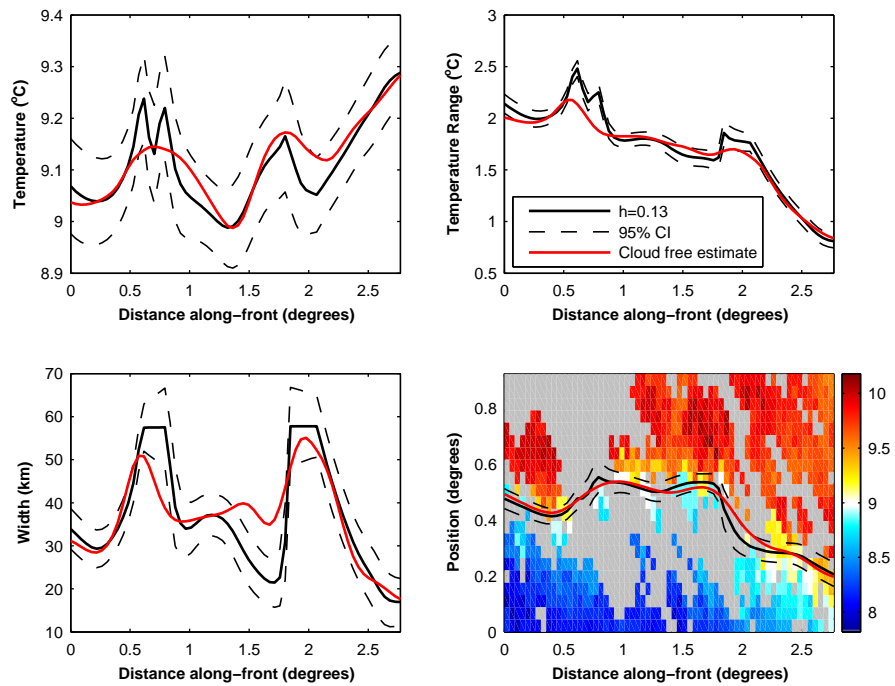 9.4
9.3
9.2
9.1
9
8.9
Temperature (°C)
0 0.5 1 1.5 2 2.5
Distance along−front (degrees)
3
2.5
2
1.5
1
0.5
Temperature Range (°C)
h=0.13
95% CI
Cloud free estimate
0 0.5 1 1.5 2 2.5
Distance along−front (degrees)
70
60
50
40
30
20
10
Width (km)
0 0.5 1 1.5 2 2.5
Distance along−front (degrees)
0.8
0.6
0.4
0.2
0
Position (degrees)
0 0.5 1 1.5 2 2.5
Distance along−front (degrees)
10
9.5
9
8.5
8